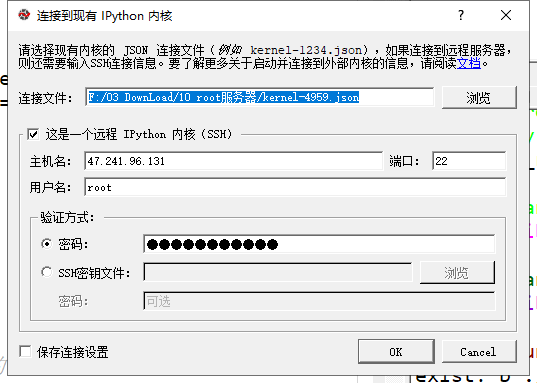 连接到现有 IPython 内核
请选择现有内核的 JSON 连接文件（例如 kernel-1234.json），如果连接到远程服务器，
则还需要输入SSH连接信息。要了解更多关于启动并连接到外部内核的信息，请阅读文档。
连接文件： F:/03 DownLoad/10 root服务器/kernel-4959.json 浏览
这是一个远程 IPython 内核（SSH）
主机名： 47.241.96.131 端口： 22
用户名： root
验证方式：
密码： ●●●●●●●●●●●
SSH密钥文件： 浏览
密码： 可选
保存连接设置 OK Cancel
exist. b